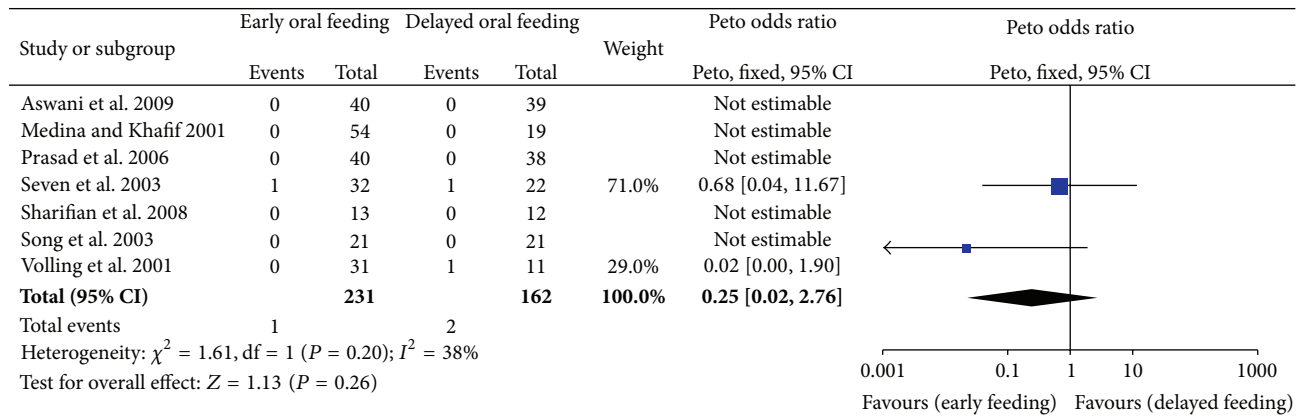 Study or subgroup Early oral feeding Delayed oral feeding Weight Peto odds ratio Peto odds ratio
Events Total Events Total Peto, fixed, 95% CI Peto, fixed, 95% CI
Aswani et al. 2009 0 40 0 39 Not estimable
Medina and Khafif 2001 0 54 0 19 Not estimable
Prasad et al. 2006 0 40 0 38 Not estimable
Seven et al. 2003 1 32 1 22 71.0% 0.68 [0.04, 11.67]
Sharifian et al. 2008 0 13 0 12 Not estimable
Song et al. 2003 0 21 0 21 Not estimable
Volling et al. 2001 0 31 1 11 29.0% 0.02 [0.00, 1.90]
Total (95% CI) 231 162 100.0% 0.25 [0.02, 2.76]
Total events 1 2
Heterogeneity: χ² = 1.61, df = 1 (P = 0.20); I² = 38%
Test for overall effect: Z = 1.13 (P = 0.26)
0.001 0.1 1 10 1000
Favours (early feeding) Favours (delayed feeding)